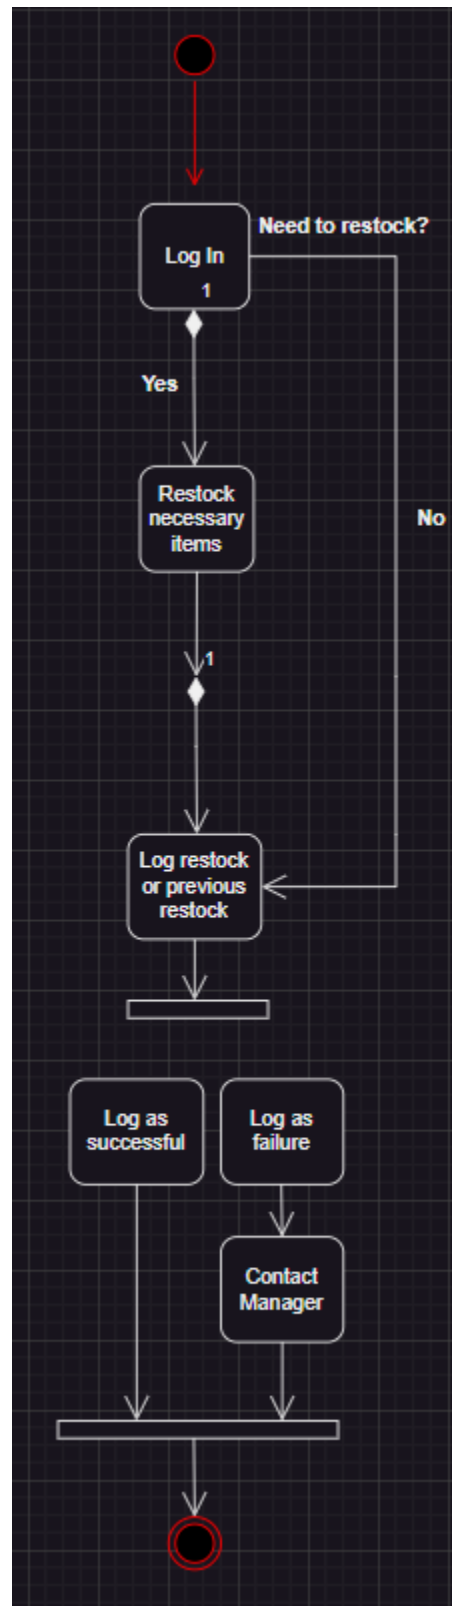 Need to restock?
Log In
1
Yes
Restock
necessary
items
No
1
Log restock
or previous
restock
Log as
successful
Log as
failure
Contact
Manager